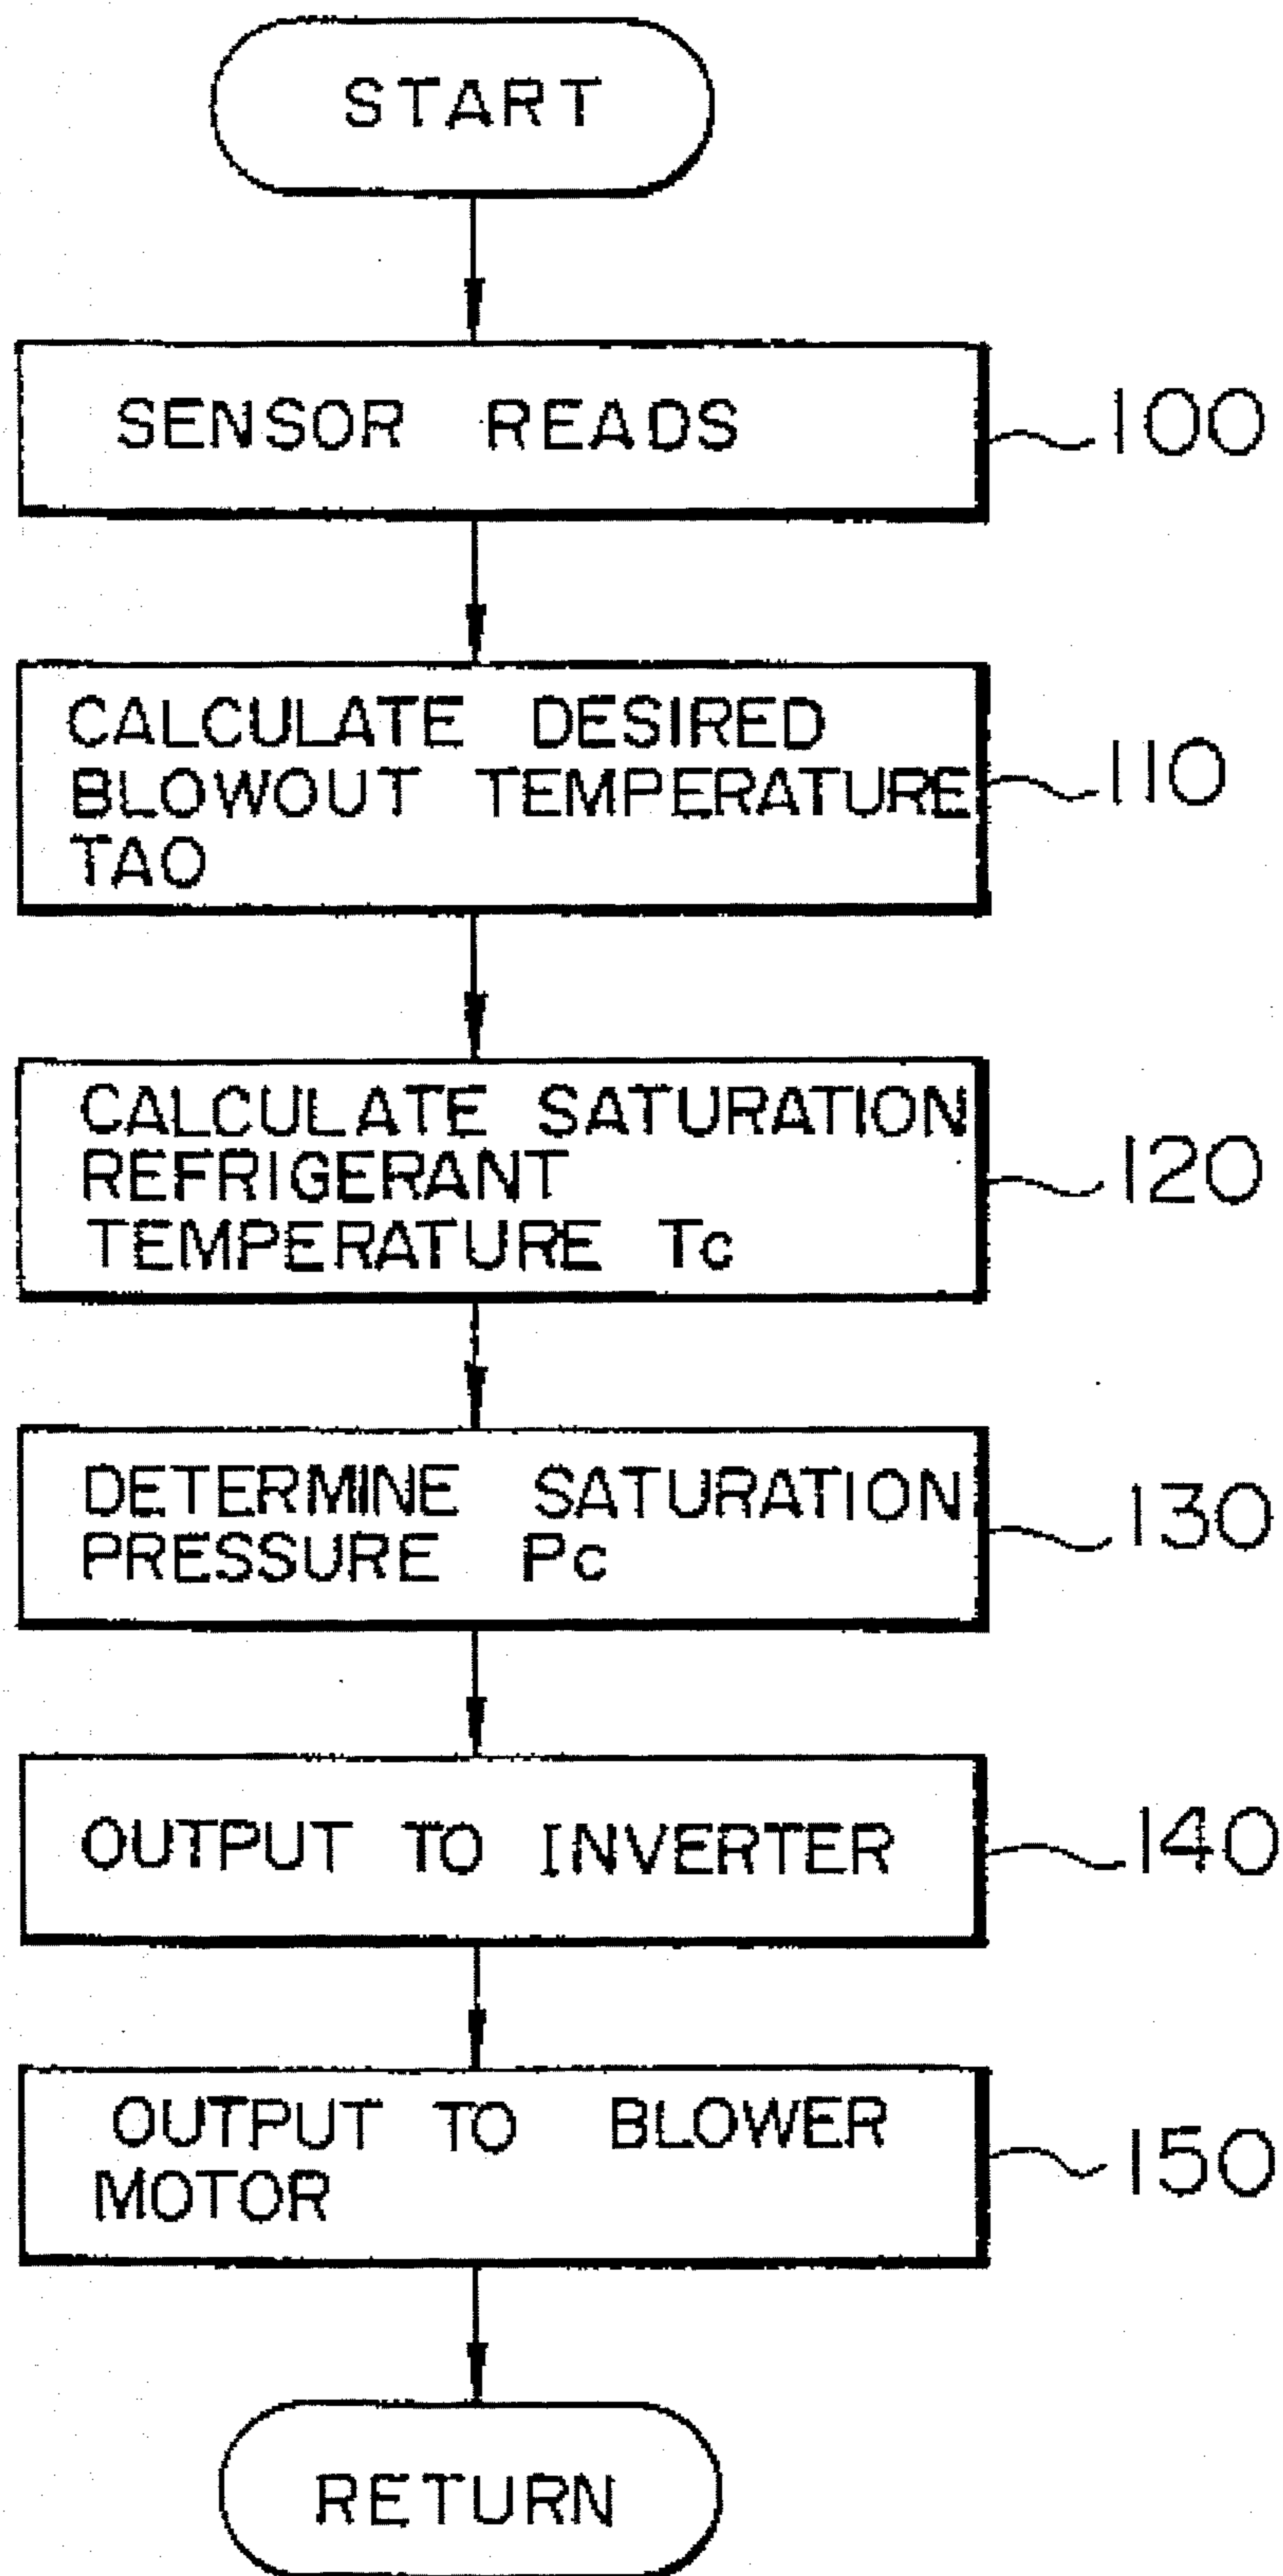 START
SENSOR READS
100
CALCULATE DESIRED
BLOWOUT TEMPERATURE
TAO
110
CALCULATE SATURATION
REFRIGERANT
TEMPERATURE Tc
120
DETERMINE SATURATION
PRESSURE Pc
130
OUTPUT TO INVERTER
140
OUTPUT TO BLOWER
MOTOR
150
RETURN